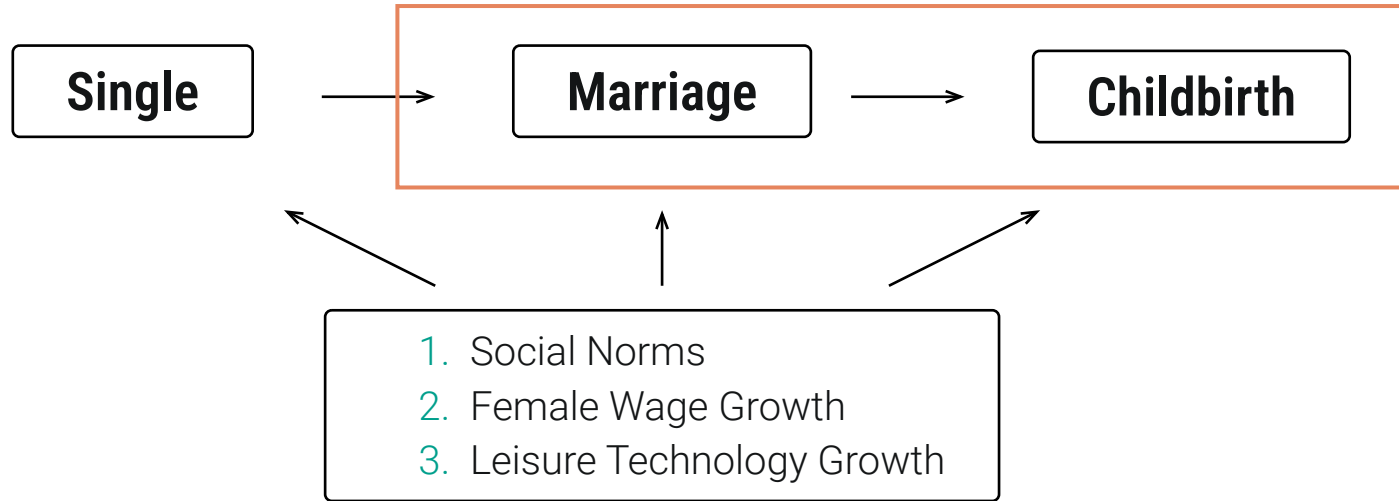 Single
Marriage
Childbirth
1. Social Norms
2. Female Wage Growth
3. Leisure Technology Growth